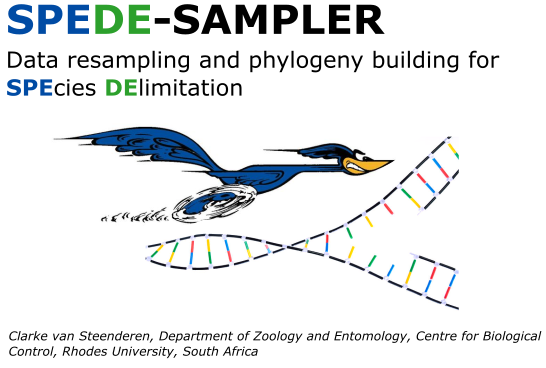 SPEDE-SAMPLER
Data resampling and phylogeny building for
SPEcies DElimitation
Clarke van Steenderen, Department of Zoology and Entomology, Centre for Biological
Control, Rhodes University, South Africa